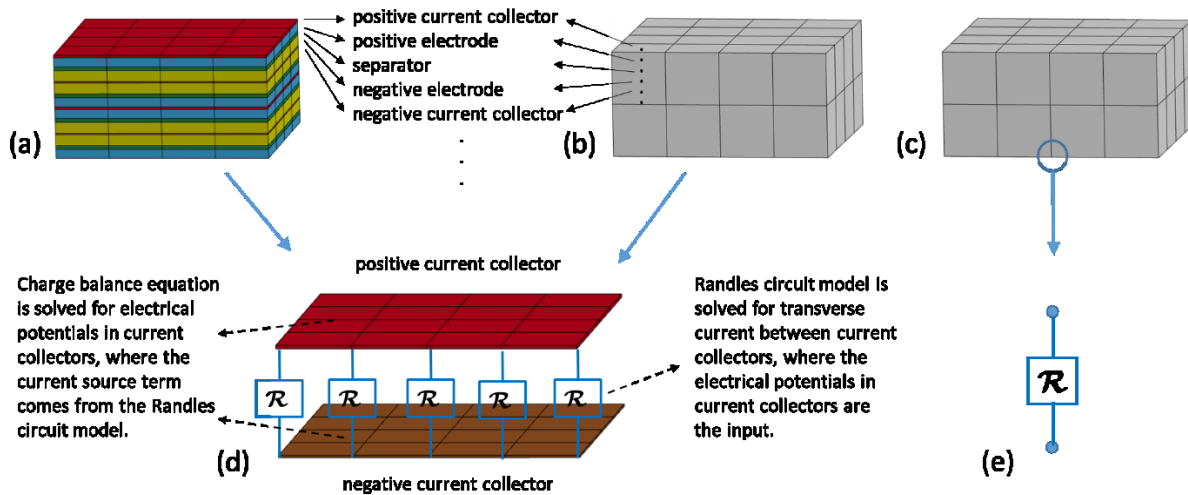 positive current collector
positive electrode
separator
negative electrode
negative current collector
(a)
(b)
(c)
positive current collector
Charge balance equation
is solved for electrical
potentials in current
collectors, where the
current source term
comes from the Randles
circuit model.
Randles circuit model is
solved for transverse
current between current
collectors, where the
electrical potentials in
current collectors are
the input.
R R R R R
R
(d)
(e)
negative current collector